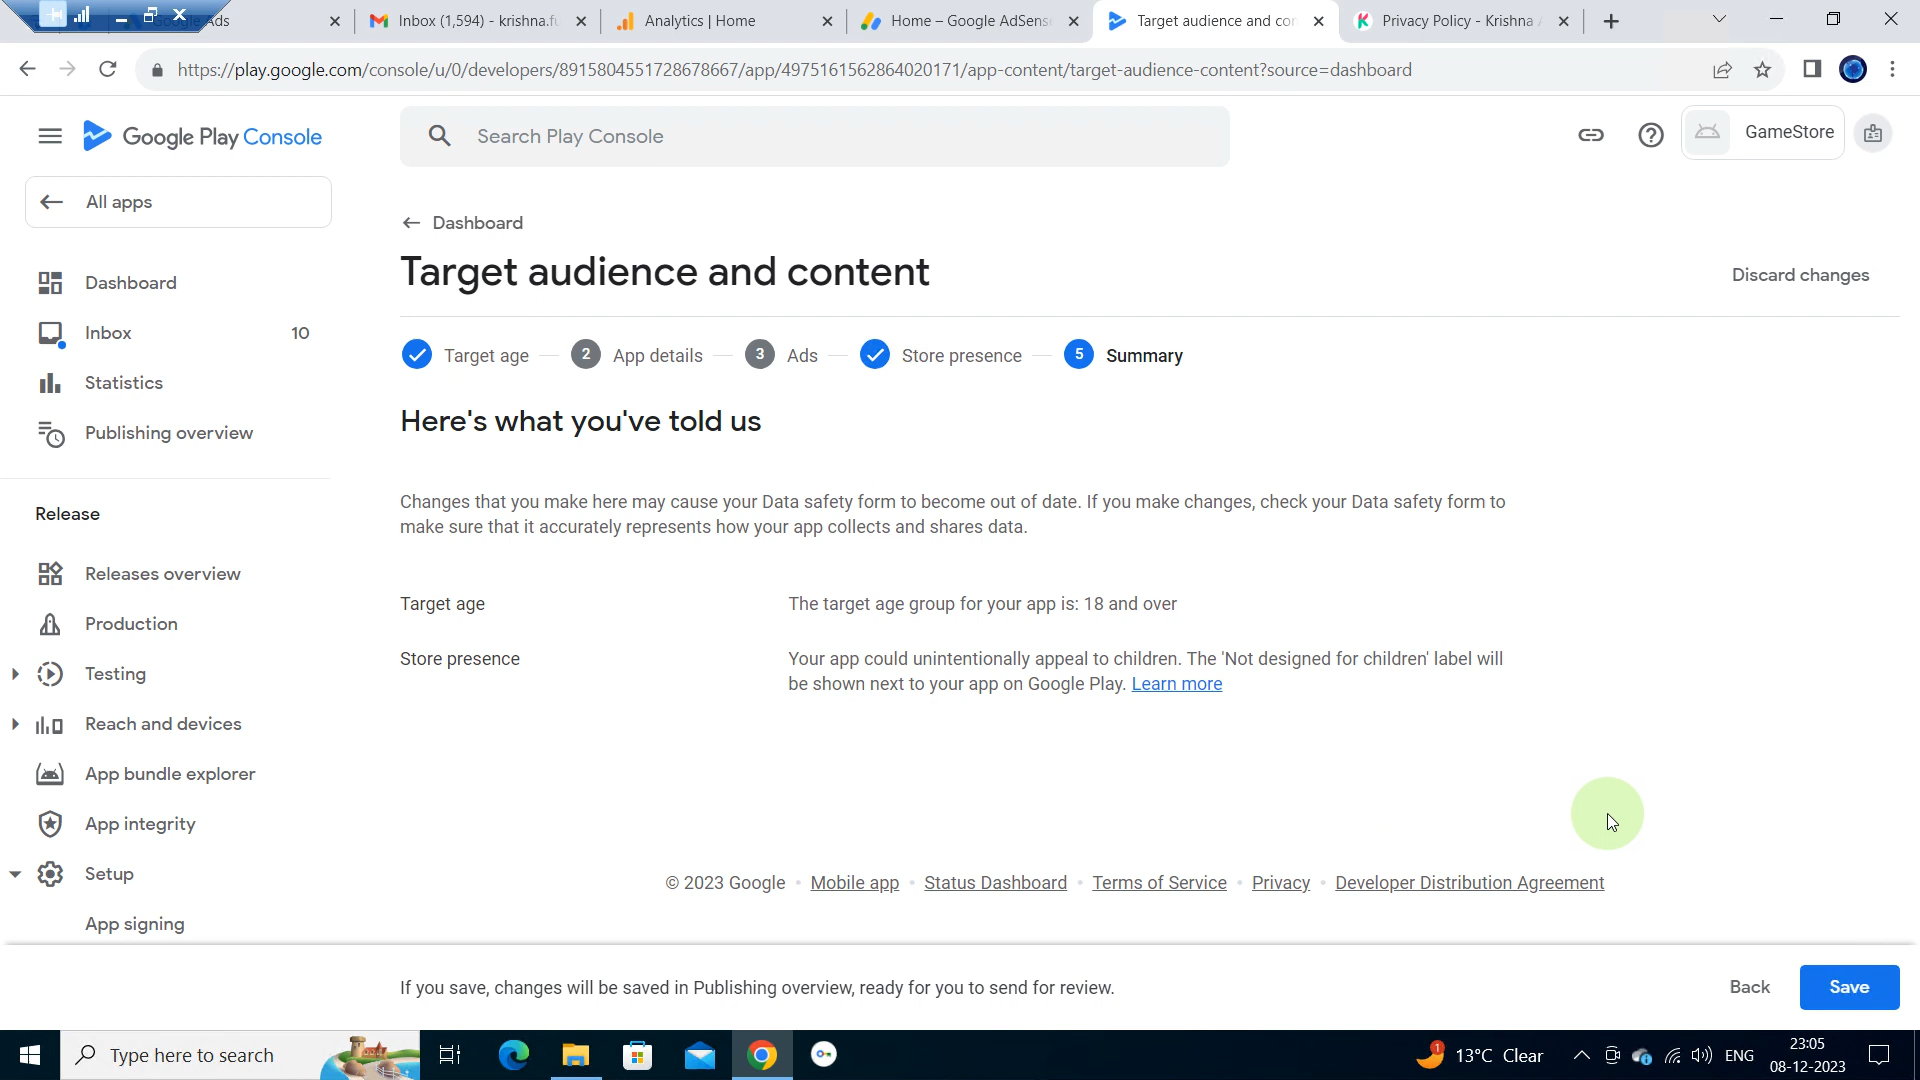 Ads
Inbox (1,594) - krishna.fu
Analytics | Home
Home – Google AdSense
Target audience and con
Privacy Policy - Krishna A
https://play.google.com/console/u/0/developers/8915804551728678667/app/4975161562864020171/app-content/target-audience-content?source=dashboard
Google Play Console
Search Play Console
GameStore
All apps
Dashboard
Target audience and content
Discard changes
Dashboard
Inbox 10
Statistics
Publishing overview
Release
Releases overview
Production
Testing
Reach and devices
App bundle explorer
App integrity
Setup
App signing
Target age
2 App details
3 Ads
Store presence
5 Summary
Here's what you've told us
Changes that you make here may cause your Data safety form to become out of date. If you make changes, check your Data safety form to
make sure that it accurately represents how your app collects and shares data.
Target age
The target age group for your app is: 18 and over
Store presence
Your app could unintentionally appeal to children. The 'Not designed for children' label will
be shown next to your app on Google Play. Learn more
© 2023 Google • Mobile app • Status Dashboard • Terms of Service • Privacy • Developer Distribution Agreement
If you save, changes will be saved in Publishing overview, ready for you to send for review.
Back
Save
Type here to search
1
13°C Clear
ENG
23:05
08-12-2023